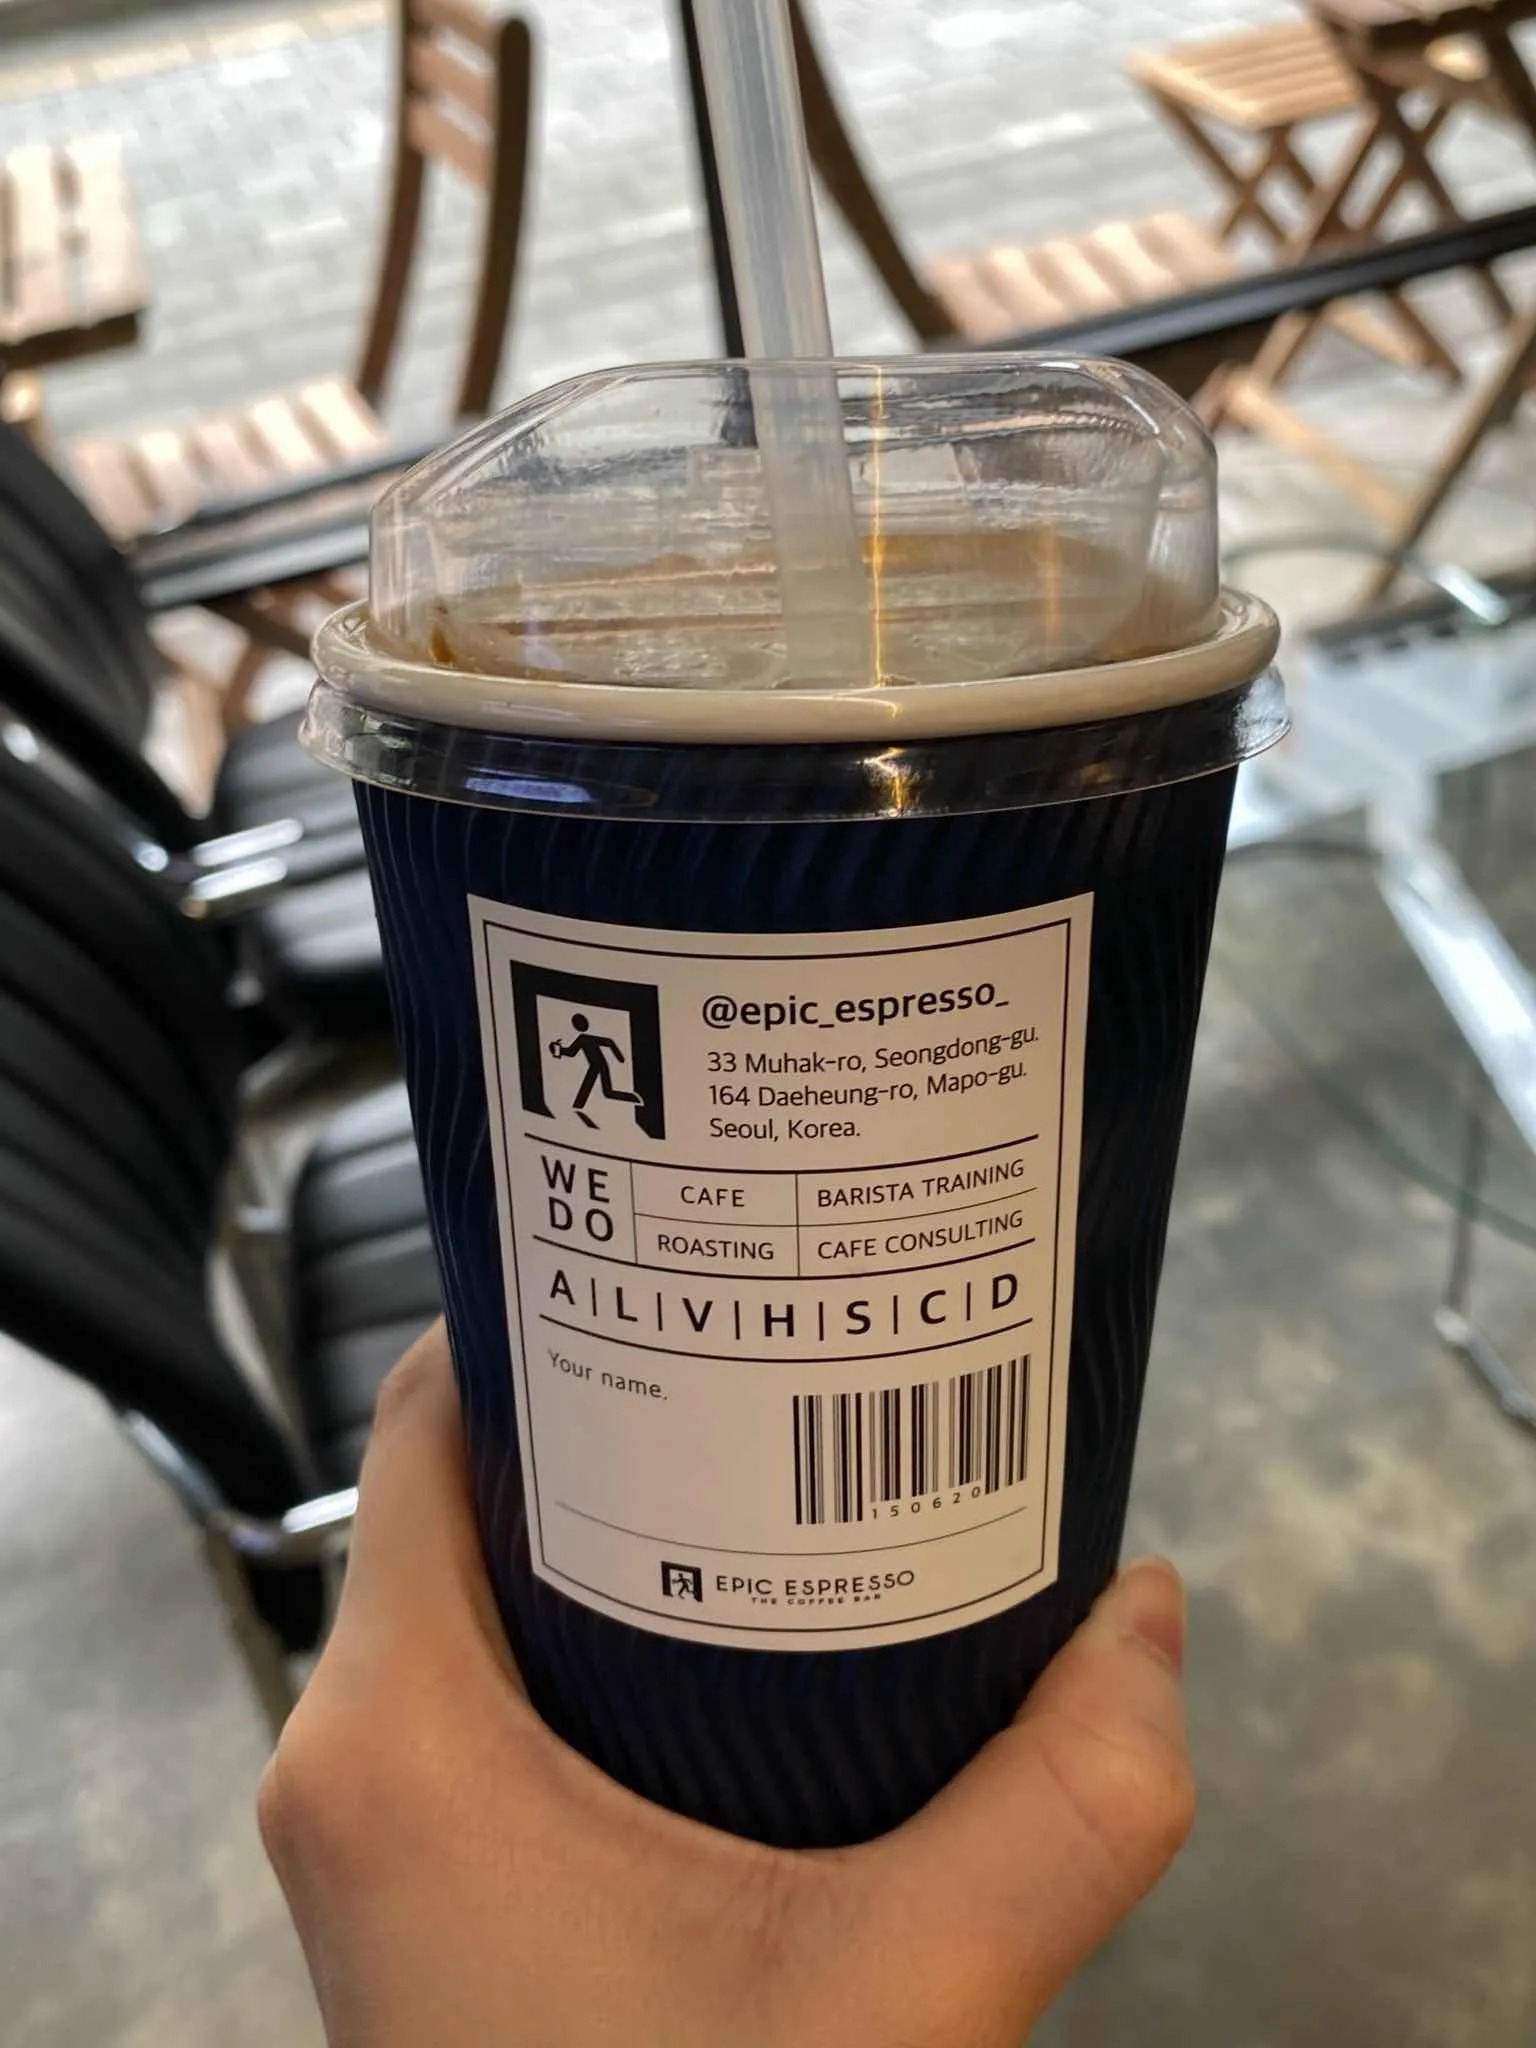 @epic_espresso_
33 Muhak-ro, Seongdong-gu.
164 Daeheung-ro, Mapo-gu.
Seoul, Korea.
WE DO
CAFE
BARISTA TRAINING
ROASTING
CAFE CONSULTING
A | L | V | H | S | C | D
Your name.
150620
EPIC ESPRESSO
THE COFFEE BAR